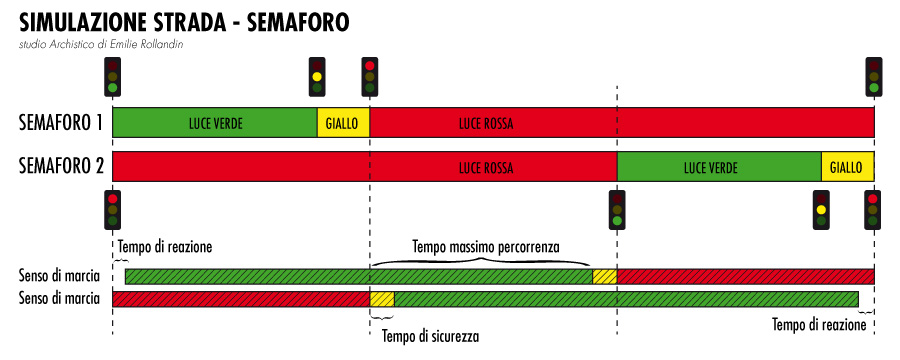 SIMULAZIONE STRADA - SEMAFORO
studio Archistico di Emilie Rollandin
SEMAFORO 1
LUCE VERDE
GIALLO
LUCE ROSSA
SEMAFORO 2
LUCE ROSSA
LUCE VERDE
GIALLO
Tempo di reazione
Tempo massimo percorrenza
Senso di marcia
Senso di marcia
Tempo di reazione
Tempo di sicurezza